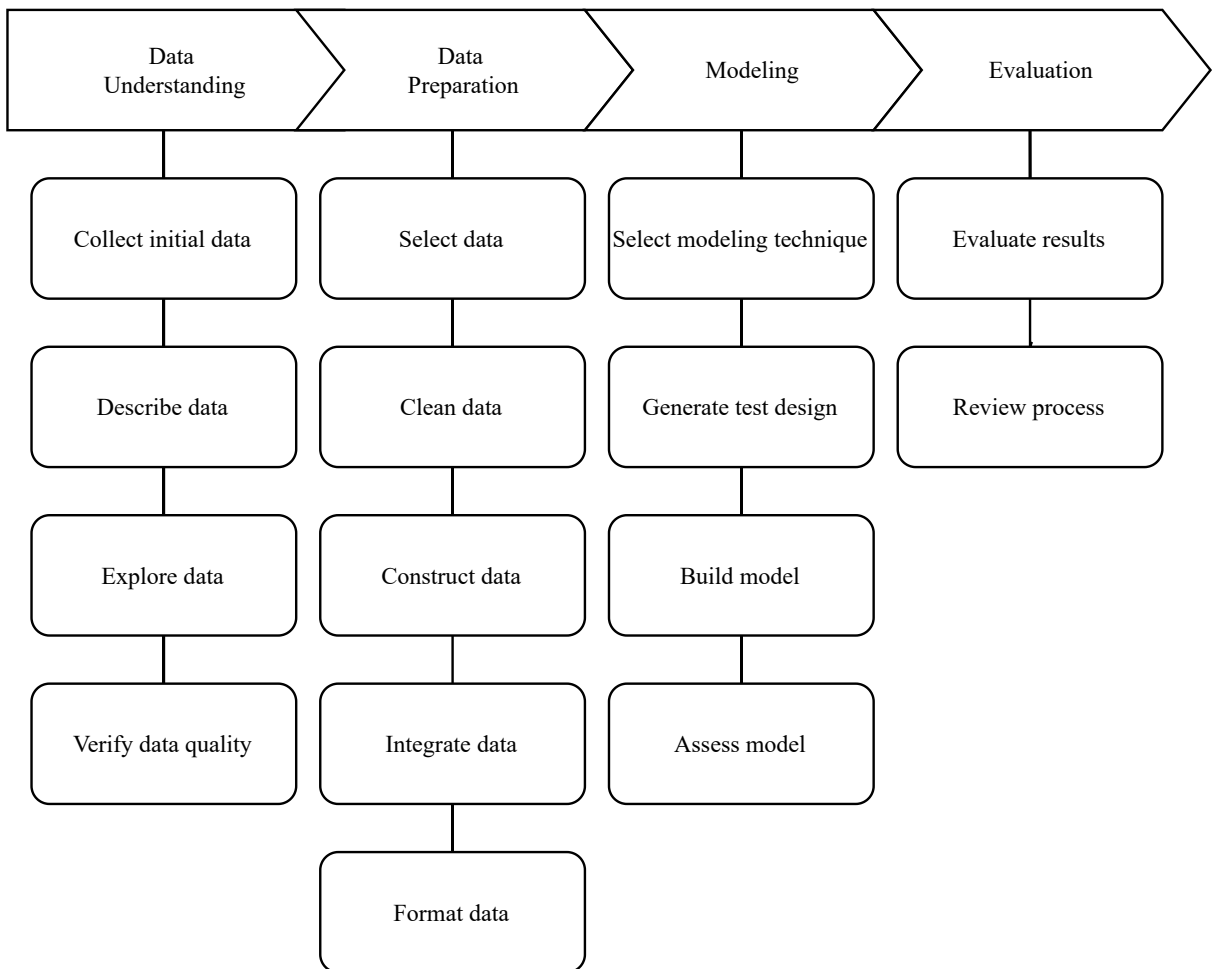 Data
Understanding
Data
Preparation
Modeling
Evaluation
Collect initial data
Select data
Select modeling technique
Evaluate results
Describe data
Clean data
Generate test design
Review process
Explore data
Construct data
Build model
Verify data quality
Integrate data
Assess model
Format data